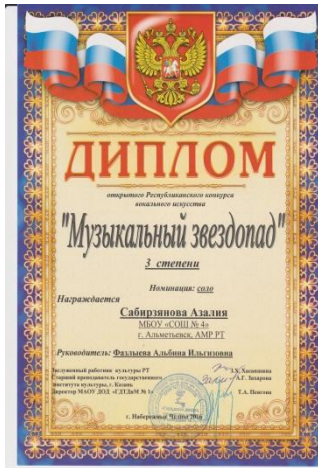 ДИПЛОМ
открытого Республиканского конкурса
вокального искусства
"Музыкальный звездопад"
3 степени
Номинация: соло
Награждается
Сабирзянова Азалия
МБОУ «СОШ № 4»
г. Альметьевск, АМР РТ
Руководитель: Фазлыева Альбина Ильгизовна
Заслуженный работник культуры РТ
Старший преподаватель государственного А.Г. Захарова
института культуры, г. Казань
Директор МАОУ ДОД «ГДТДиМ № 1» Т.А.
г. Набережные Челны 2016